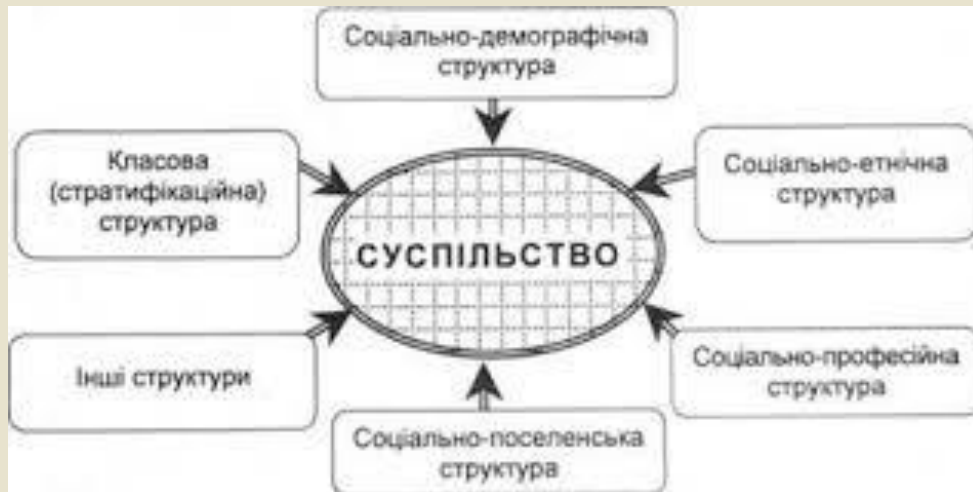 Соціально-демографічна
структура
Класова
(стратифікаційна)
структура
Соціально-етнічна
структура
СУСПІЛЬСТВО
Інші структури
Соціально-професійна
структура
Соціально-поселенська
структура